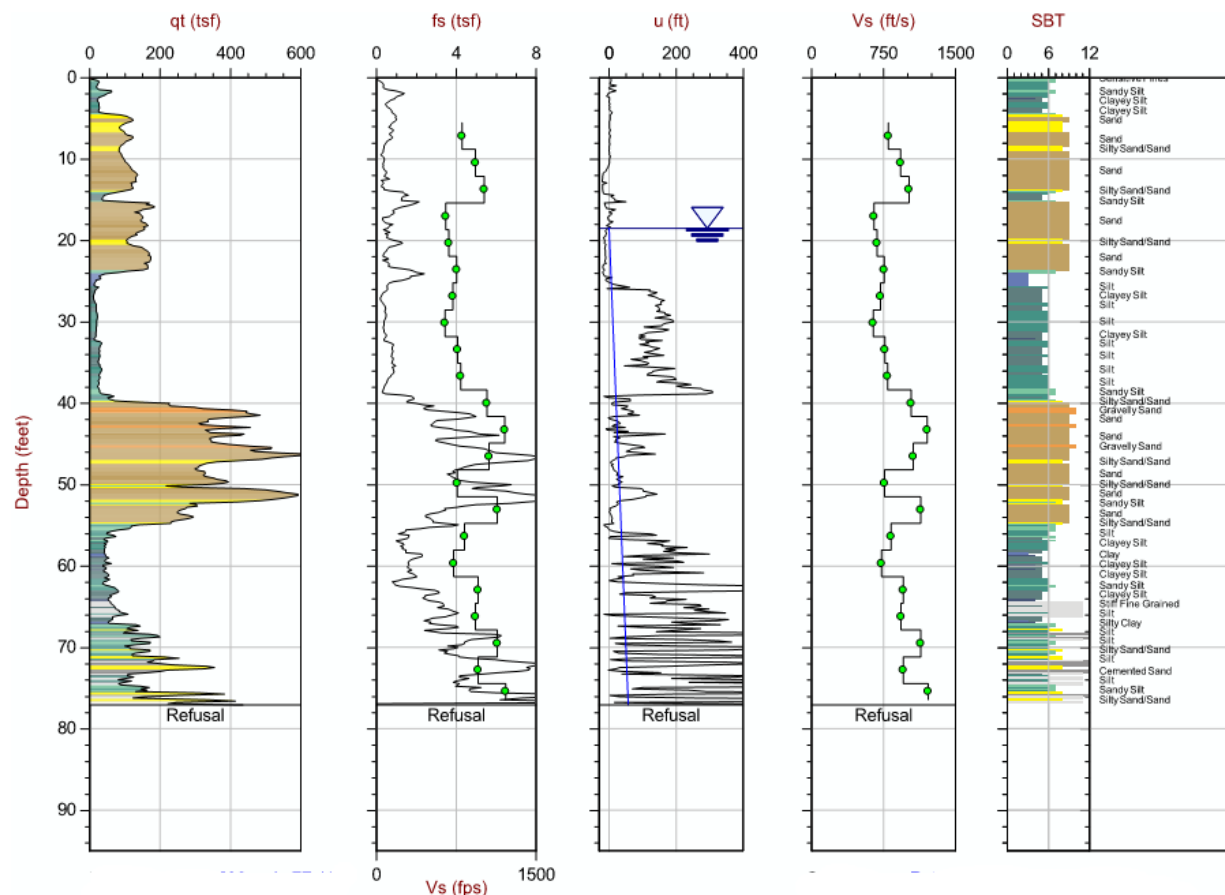 qt (tsf) fs (tsf) u (ft) Vs (ft/s) SBT
0 200 400 600 0 4 8 0 200 400 0 750 1500 0 3 6 9 12
0
Sandy Silt
Clayey Silt
Clayey Silt
Sand
Sand
Silty Sand/Sand
10
Sand
Silty Sand/Sand
Sandy Silt
Sand
20
Silty Sand/Sand
Sand
Sandy Silt
Silt
Clayey Silt
Silt
30
Silt
Clayey Silt
Silt
Silt
Silt
Silt
Sandy Silt
40
Silty Sand/Sand
Gravelly Sand
Sand
Sand
Gravelly Sand
Silty Sand/Sand
Sand
50
Silty Sand/Sand
Sand
Sandy Silt
Sand
Silty Sand/Sand
Silt
Clayey Silt
Clay
60
Clayey Silt
Clayey Silt
Sandy Silt
Clayey Silt
Stiff Fine Grained
Silt
Silty Clay
Silt
Silt
70
Silty Sand/Sand
Silt
Cemented Sand
Silt
Sandy Silt
Silty Sand/Sand
Refusal Refusal Refusal Refusal
80
90
Depth (feet)
0 1500
Vs (fps)